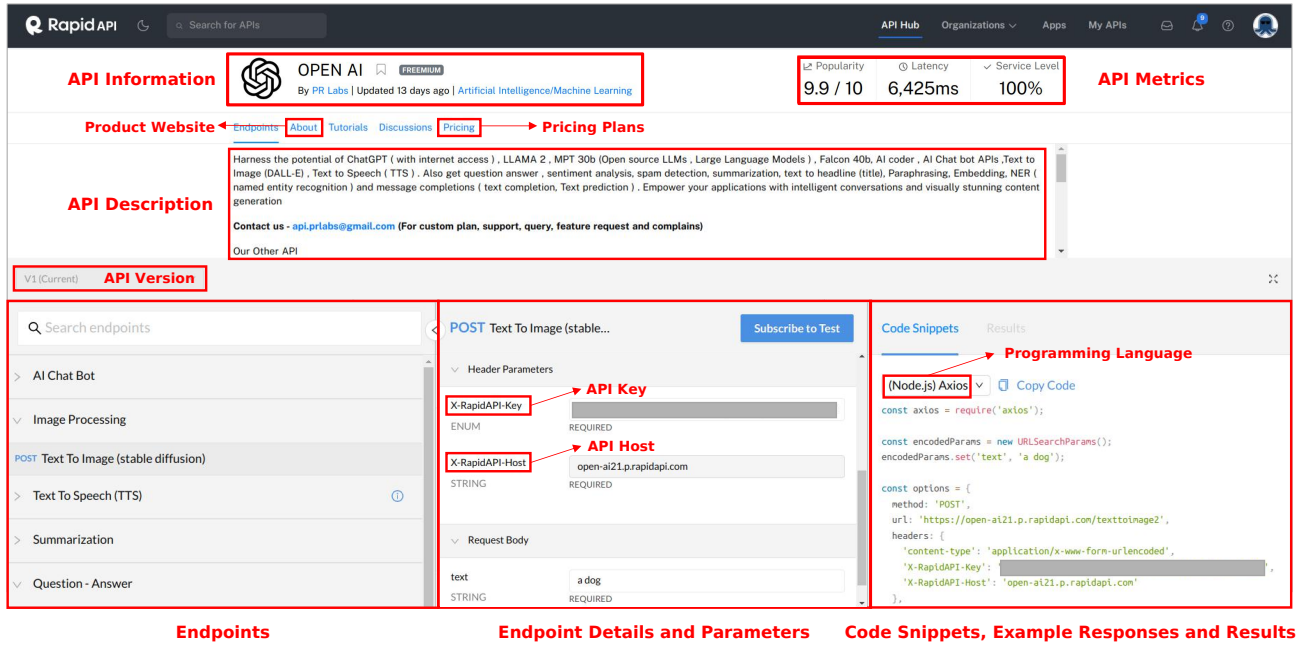 Rapid API
Search for APIs
API Hub
Organizations
Apps
My APIs
9
API Information
OPEN AI
FREEMIUM
By PR Labs | Updated 13 days ago | Artificial Intelligence/Machine Learning
Popularity
Latency
Service Level
9.9 / 10
6,425ms
100%
API Metrics
Product Website
Endpoints
About
Tutorials
Discussions
Pricing
Pricing Plans
API Description
Harness the potential of ChatGPT ( with internet access ) , LLAMA 2 , MPT 30b (Open source LLMs , Large Language Models ) , Falcon 40b, AI coder , AI Chat bot APIs ,Text to
Image (DALL-E) , Text to Speech ( TTS ) . Also get question answer , sentiment analysis, spam detection, summarization, text to headline (title), Paraphrasing, Embedding, NER (
named entity recognition ) and message completions ( text completion, Text prediction ) . Empower your applications with intelligent conversations and visually stunning content
generation
Contact us - api.prlabs@gmail.com (For custom plan, support, query, feature request and complains)
Our Other API
V1 (Current)
API Version
Search endpoints
AI Chat Bot
Image Processing
POST Text To Image (stable diffusion)
Text To Speech (TTS)
Summarization
Question - Answer
POST Text To Image (stable...
Subscribe to Test
Header Parameters
API Key
X-RapidAPI-Key
ENUM
REQUIRED
API Host
X-RapidAPI-Host
open-ai21.p.rapidapi.com
STRING
REQUIRED
Request Body
text
a dog
STRING
REQUIRED
Code Snippets
Results
Programming Language
(Node.js) Axios
Copy Code
const axios = require('axios');
const encodedParams = new URLSearchParams();
encodedParams.set('text', 'a dog');
const options = {
method: 'POST',
url: 'https://open-ai21.p.rapidapi.com/texttoimage2',
headers: {
'content-type': 'application/x-www-form-urlencoded',
'X-RapidAPI-Key': '',
'X-RapidAPI-Host': 'open-ai21.p.rapidapi.com'
},
Endpoints
Endpoint Details and Parameters
Code Snippets, Example Responses and Results